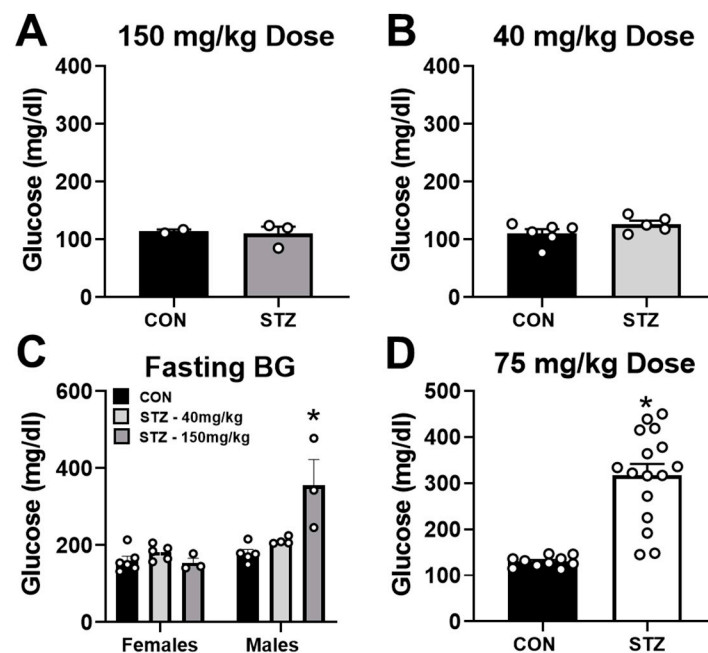 A 150 mg/kg Dose
Glucose (mg/dl)
400
300
200
100
0
CON STZ
B 40 mg/kg Dose
Glucose (mg/dl)
400
300
200
100
0
CON STZ
C Fasting BG
Glucose (mg/dl)
600
400
200
0
CON
STZ - 40mg/kg
STZ - 150mg/kg
*
Females Males
D 75 mg/kg Dose
Glucose (mg/dl)
500
400
300
200
100
0
*
CON STZ